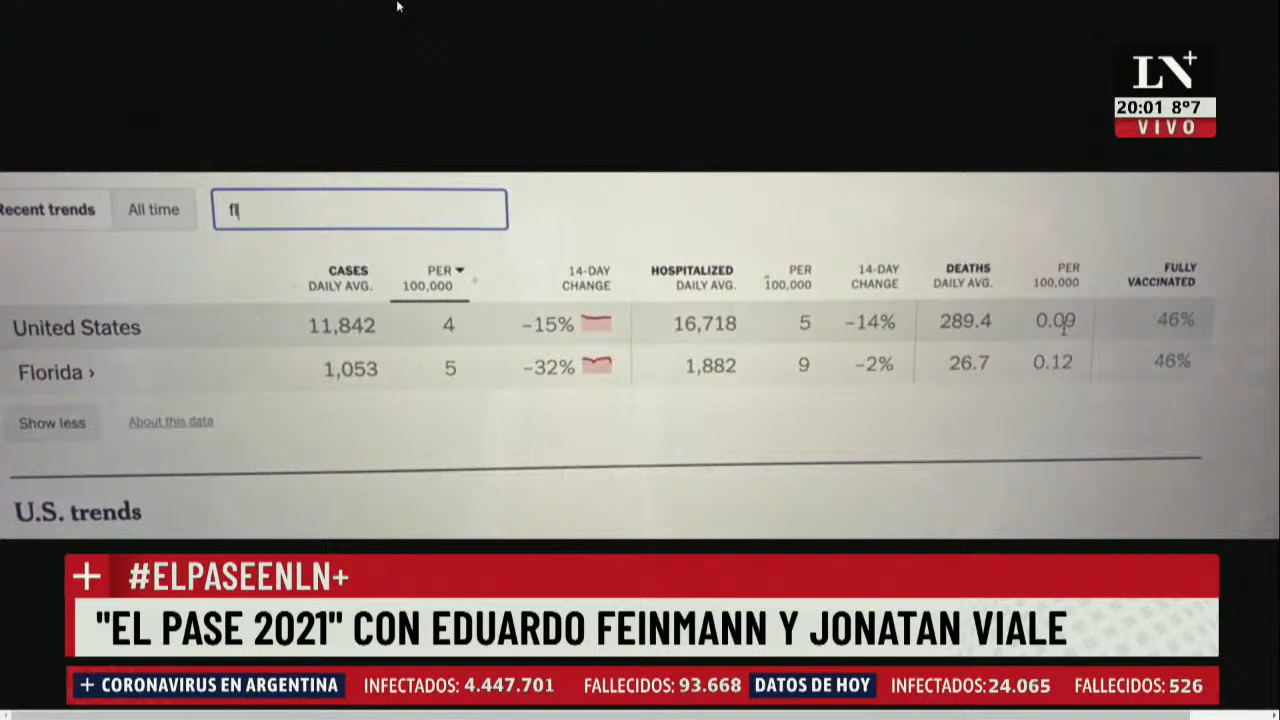 LN+
20:01 8°7
VIVO
Recent trends All time fl
CASES PER 14-DAY HOSPITALIZED PER 14-DAY DEATHS PER FULLY
DAILY AVG. 100,000 CHANGE DAILY AVG. 100,000 CHANGE DAILY AVG. 100,000 VACCINATED
United States 11,842 4 -15% 16,718 5 -14% 289.4 0.09 46%
Florida › 1,053 5 -32% 1,882 9 -2% 26.7 0.12 46%
Show less About this data
U.S. trends
+ #ELPASEENLN+
"EL PASE 2021" CON EDUARDO FEINMANN Y JONATAN VIALE
+ CORONAVIRUS EN ARGENTINA INFECTADOS: 4.447.701 FALLECIDOS: 93.668 DATOS DE HOY INFECTADOS:24.065 FALLECIDOS: 526